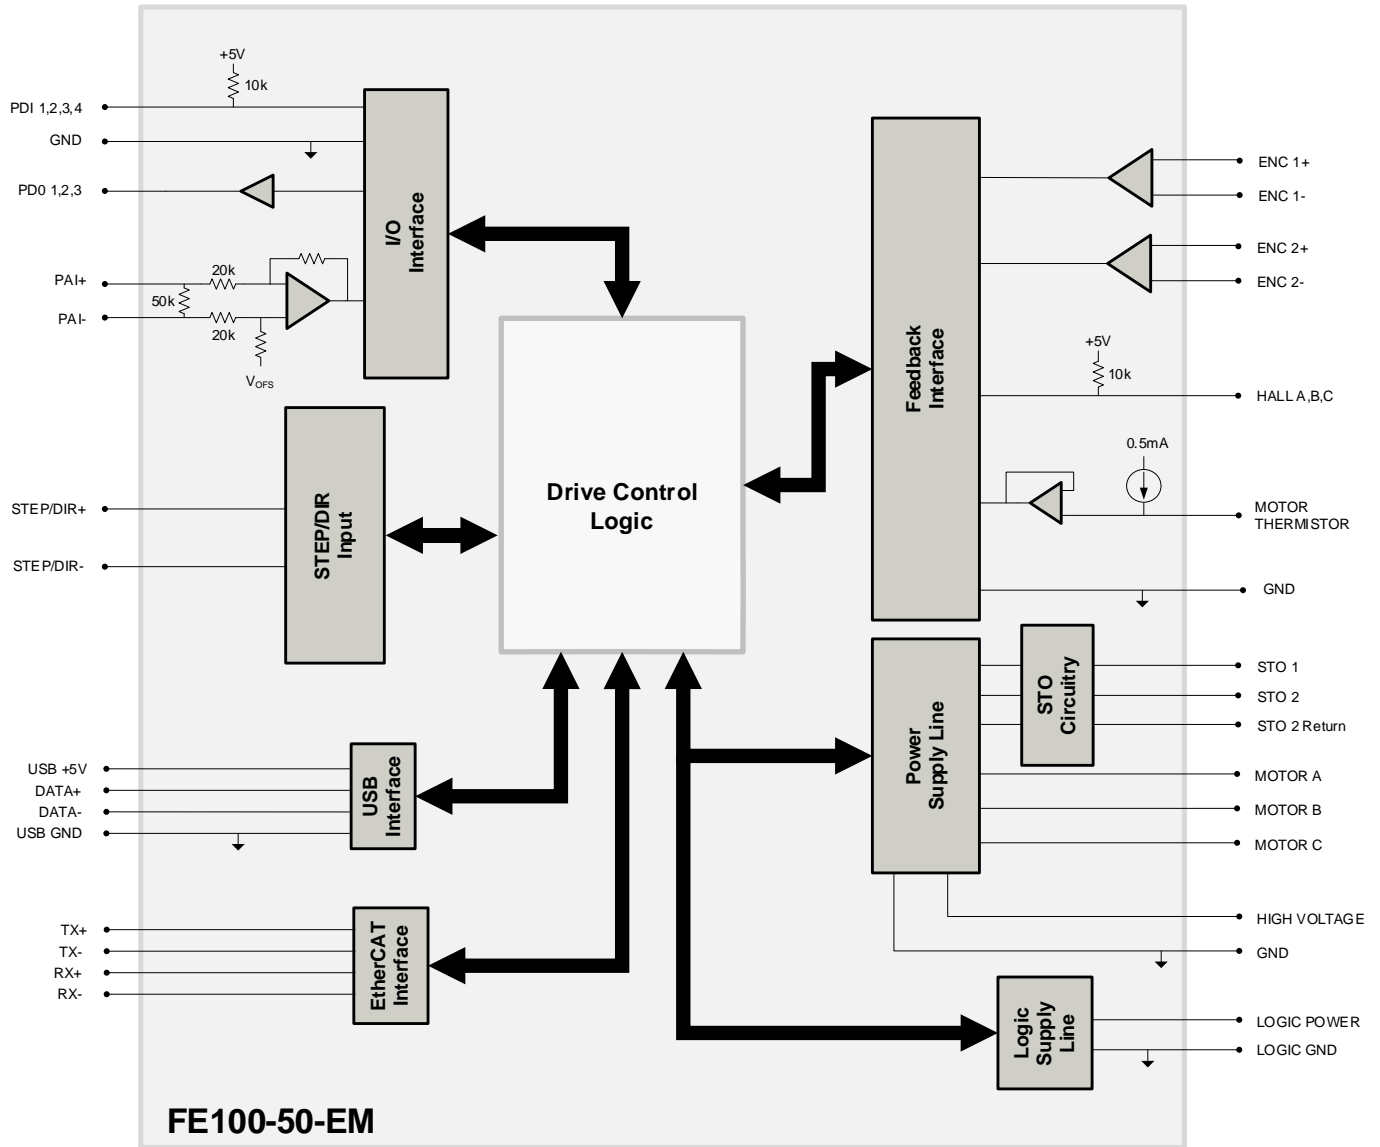 +5V
10k
PDI 1,2,3,4
GND
PD0 1,2,3
I/O
Interface
PAI+
20k
50k
PAI-
20k
VOFS
STEP/DIR+
STEP/DIR-
STEP/DIR
Input
Drive Control
Logic
Feedback
Interface
ENC 1+
ENC 1-
ENC 2+
ENC 2-
+5V
10k
HALL A,B,C
0.5mA
MOTOR
THERMISTOR
GND
STO
Circuitry
STO 1
STO 2
STO 2 Return
Power
Supply Line
MOTOR A
MOTOR B
MOTOR C
HIGH VOLTAGE
GND
USB +5V
DATA+
DATA-
USB GND
USB
Interface
TX+
TX-
RX+
RX-
EtherCAT
Interface
Logic
Supply
Line
LOGIC POWER
LOGIC GND
FE100-50-EM